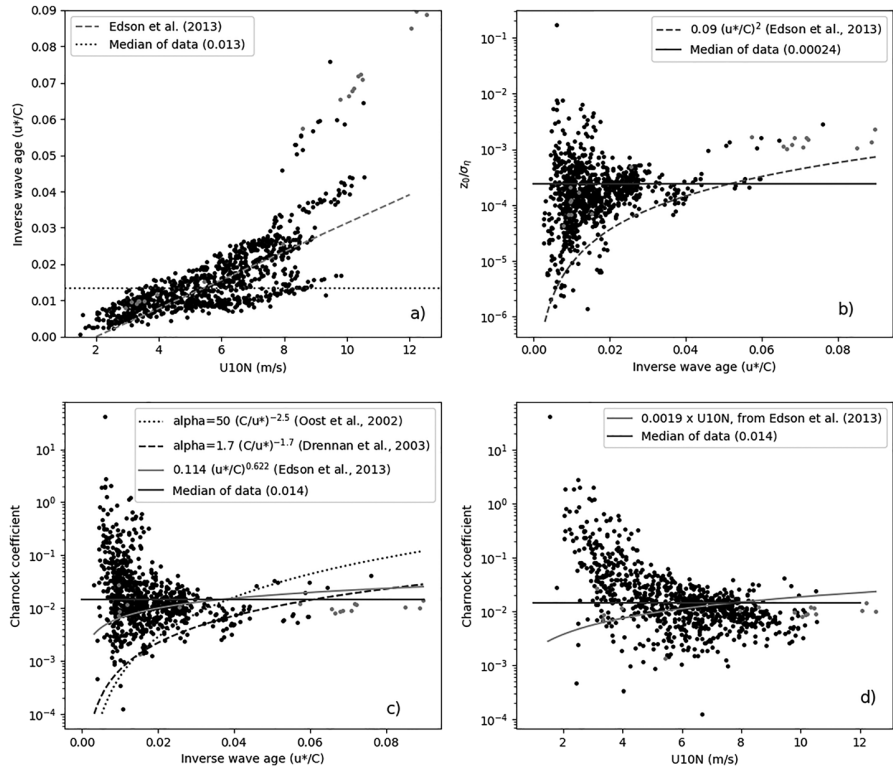 Edson et al. (2013)
Median of data (0.013)
0.09
0.08
0.07
0.06
0.05
0.04
0.03
0.02
0.01
0.00
Inverse wave age (u*/C)
2
4
6
8
10
12
U10N (m/s)
a)
0.09 (u*/C)² (Edson et al., 2013)
Median of data (0.00024)
10⁻¹
10⁻²
10⁻³
10⁻⁴
10⁻⁵
10⁻⁶
z₀/σ_η
0.00
0.02
0.04
0.06
0.08
Inverse wave age (u*/C)
b)
alpha=50 (C/u*)⁻²·⁵ (Oost et al., 2002)
alpha=1.7 (C/u*)⁻¹·⁷ (Drennan et al., 2003)
0.114 (u*/C)⁰·⁶²² (Edson et al., 2013)
Median of data (0.014)
10¹
10⁰
10⁻¹
10⁻²
10⁻³
10⁻⁴
Charnock coefficient
0.00
0.02
0.04
0.06
0.08
Inverse wave age (u*/C)
c)
0.0019 x U10N, from Edson et al. (2013)
Median of data (0.014)
10¹
10⁰
10⁻¹
10⁻²
10⁻³
10⁻⁴
Charnock coefficient
2
4
6
8
10
12
U10N (m/s)
d)